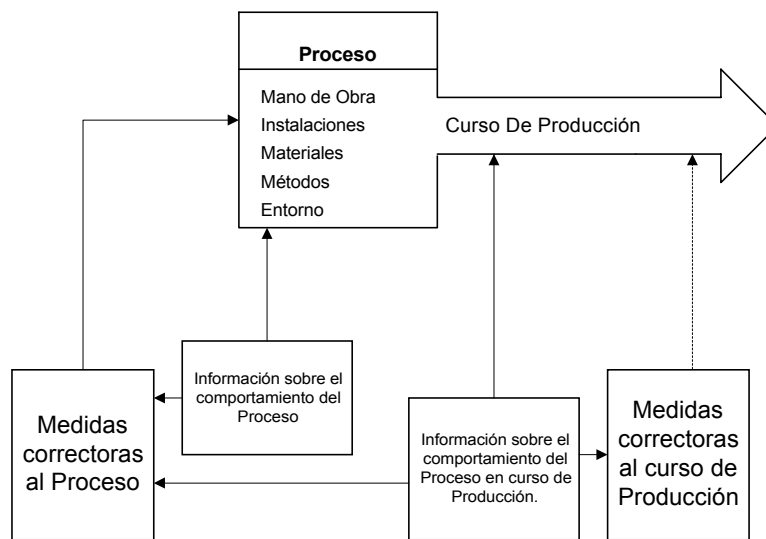 Proceso
Mano de Obra
Instalaciones
Materiales
Métodos
Entorno
Curso De Producción
Información sobre el
comportamiento del
Proceso
Medidas
correctoras
al Proceso
Información sobre el
comportamiento del
Proceso en curso de
Producción.
Medidas
correctoras
al curso de
Producción